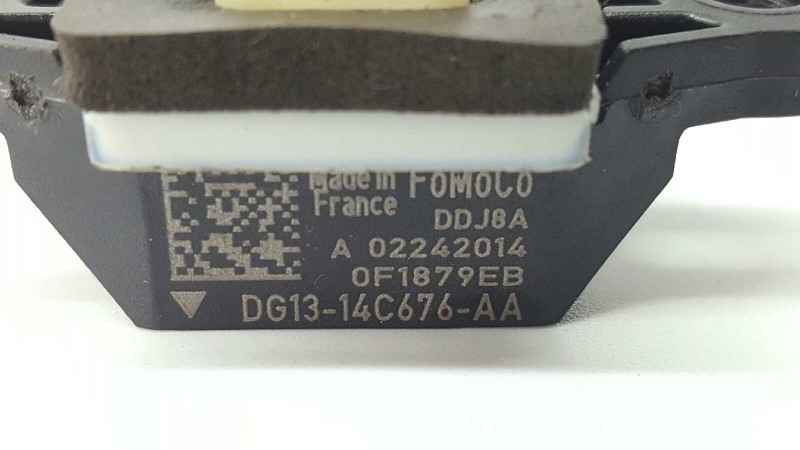 Made in FoMoCo
France
DDJ8A
A 02242014
0F1879EB
DG13-14C676-AA